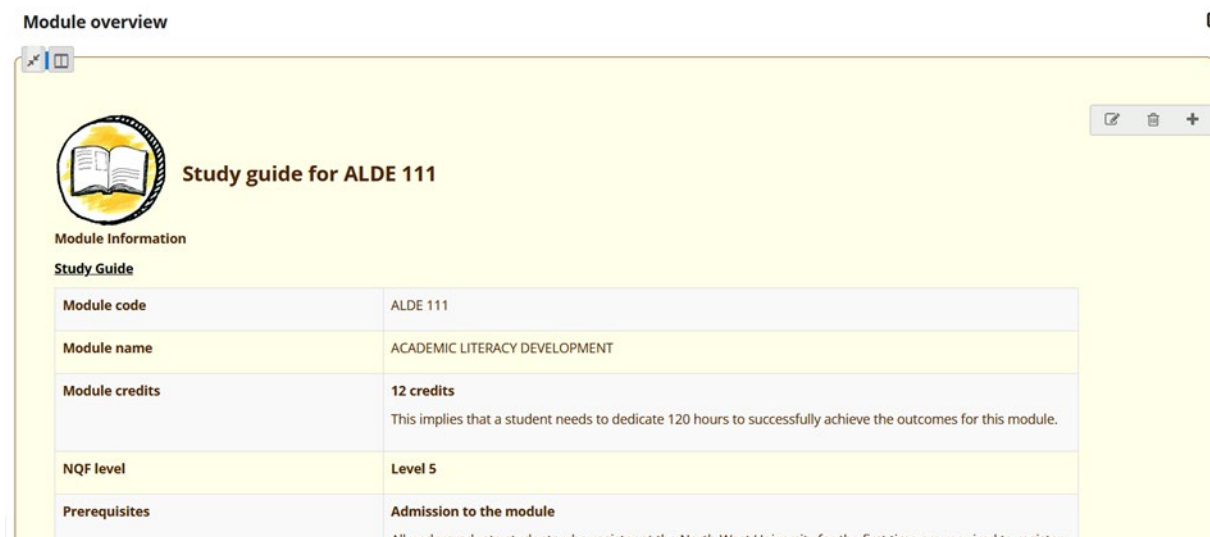 Module overview
Study guide for ALDE 111
Module Information
Study Guide
Module code ALDE 111
Module name ACADEMIC LITERACY DEVELOPMENT
Module credits 12 credits
This implies that a student needs to dedicate 120 hours to successfully achieve the outcomes for this module.
NQF level Level 5
Prerequisites Admission to the module